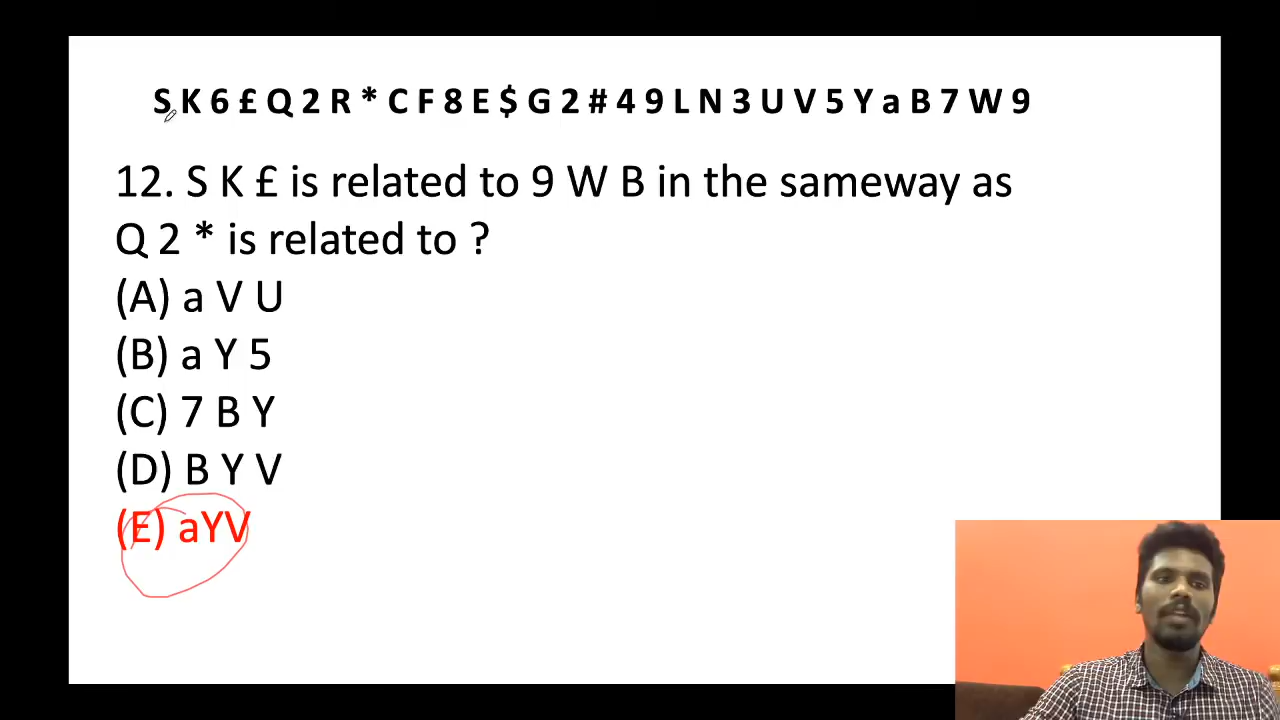 S K 6 £ Q 2 R * C F 8 E $ G 2 # 4 9 L N 3 U V 5 Y a B 7 W 9
12. S K £ is related to 9 W B in the sameway as
Q 2 * is related to ?
(A) a V U
(B) a Y 5
(C) 7 B Y
(D) B Y V
(E) aYV